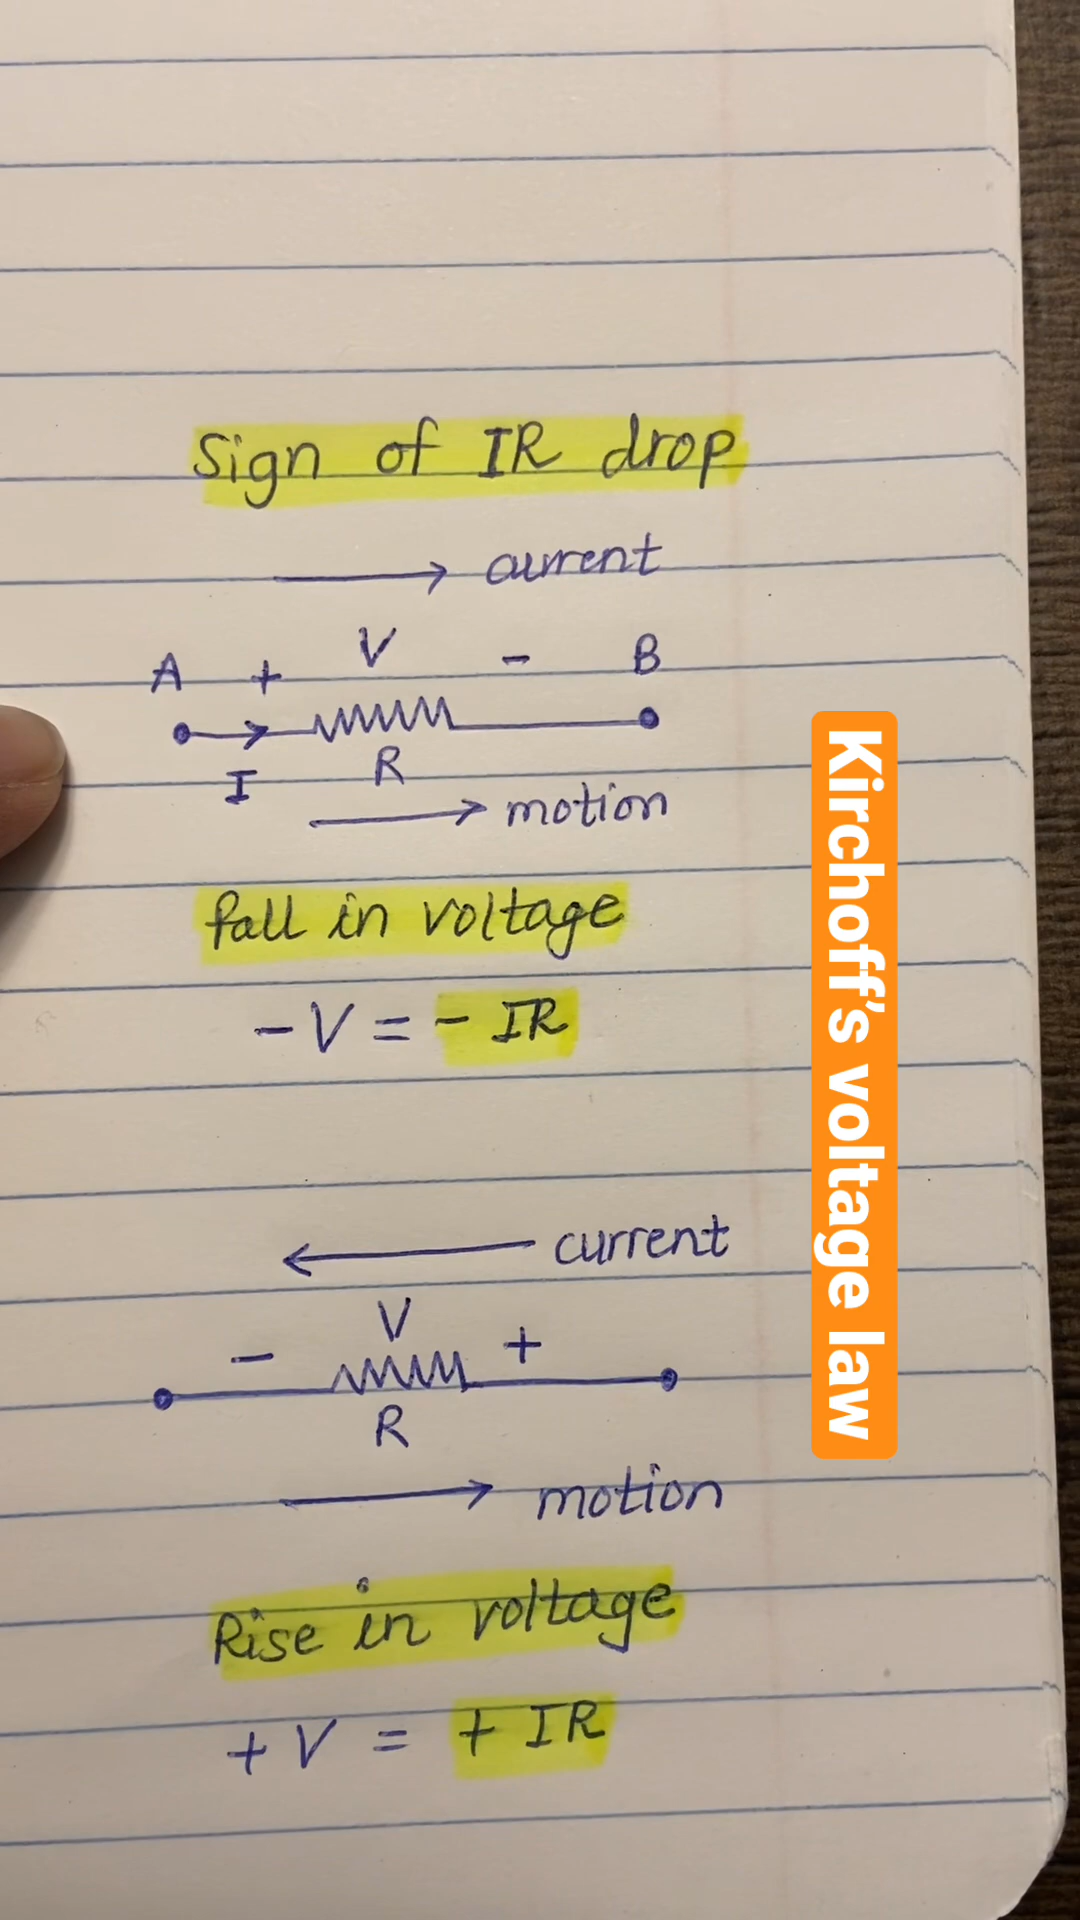 Sign of IR drop
current
A + V - B
I R
motion
fall in voltage
- V = - IR
current
V
- +
R
motion
Rise in voltage
+ V = + IR
Kirchoff's voltage law